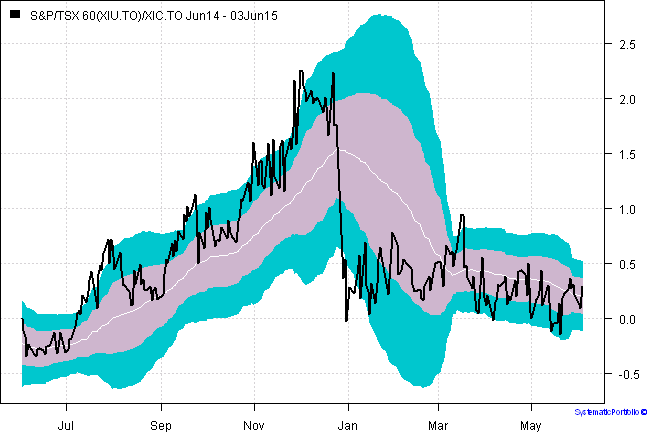 S&P/TSX 60(XIU.TO)/XIC.TO Jun14 - 03Jun15
2.5
2.0
1.5
1.0
0.5
0.0
-0.5
Jul Sep Nov Jan Mar May
SystematicPortfolio ©